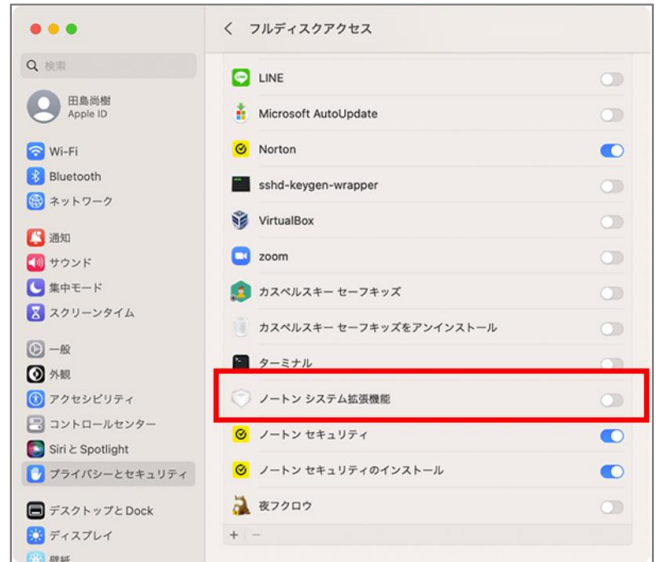 フルディスクアクセス
検索
田島尚樹
Apple ID
Wi-Fi
Bluetooth
ネットワーク
通知
サウンド
集中モード
スクリーンタイム
一般
外観
アクセシビリティ
コントロールセンター
Siri と Spotlight
プライバシーとセキュリティ
デスクトップと Dock
ディスプレイ
壁紙
LINE
Microsoft AutoUpdate
Norton
sshd-keygen-wrapper
VirtualBox
zoom
カスペルスキー セーフキッズ
カスペルスキー セーフキッズをアンインストール
ターミナル
ノートン システム拡張機能
ノートン セキュリティ
ノートン セキュリティのインストール
夜フクロウ